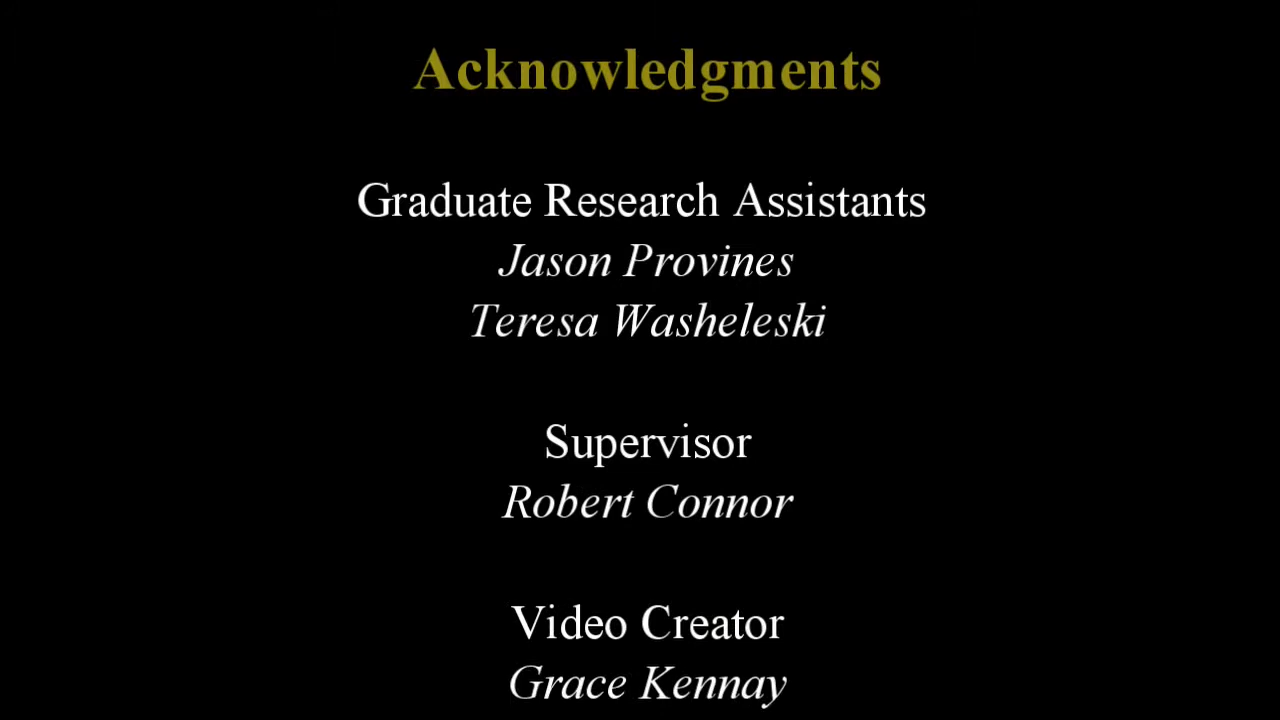 Acknowledgments
Graduate Research Assistants
Jason Provines
Teresa Washeleski
Supervisor
Robert Connor
Video Creator
Grace Kennay